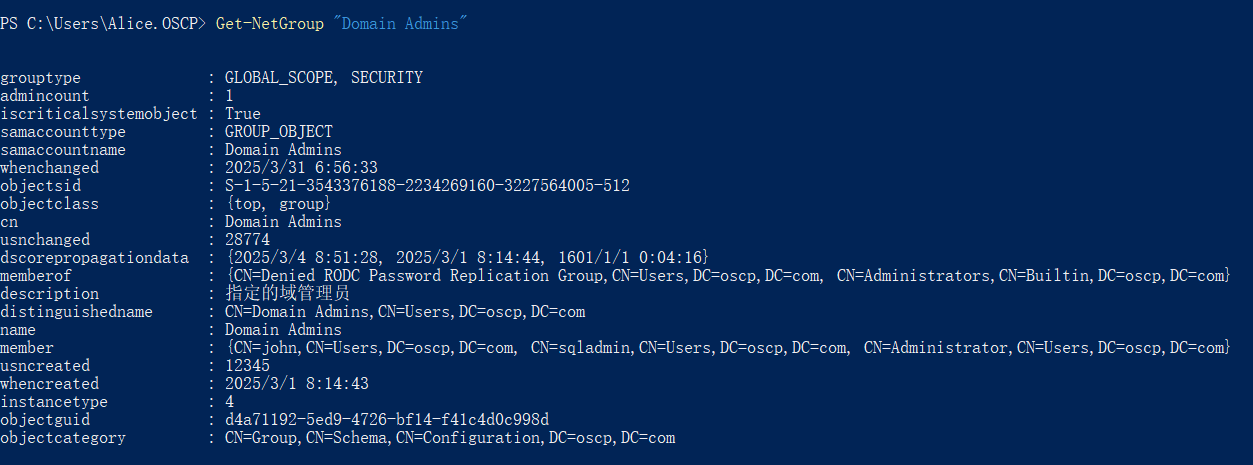 PS C:\Users\Alice.OSCP> Get-NetGroup "Domain Admins"
grouptype : GLOBAL_SCOPE, SECURITY
admincount : 1
iscriticalsystemobject : True
samaccounttype : GROUP_OBJECT
samaccountname : Domain Admins
whenchanged : 2025/3/31 6:56:33
objectsid : S-1-5-21-3543376188-2234269160-3227564005-512
objectclass : {top, group}
cn : Domain Admins
usnchanged : 28774
dscorepropagationdata : {2025/3/4 8:51:28, 2025/3/1 8:14:44, 1601/1/1 0:04:16}
memberof : {CN=Denied RODC Password Replication Group,CN=Users,DC=oscp,DC=com, CN=Administrators,CN=Builtin,DC=oscp,DC=com}
description : 指定的域管理员
distinguishedname : CN=Domain Admins,CN=Users,DC=oscp,DC=com
name : Domain Admins
member : {CN=john,CN=Users,DC=oscp,DC=com, CN=sqladmin,CN=Users,DC=oscp,DC=com, CN=Administrator,CN=Users,DC=oscp,DC=com}
usncreated : 12345
whencreated : 2025/3/1 8:14:43
instancetype : 4
objectguid : d4a71192-5ed9-4726-bf14-f41c4d0c998d
objectcategory : CN=Group,CN=Schema,CN=Configuration,DC=oscp,DC=com